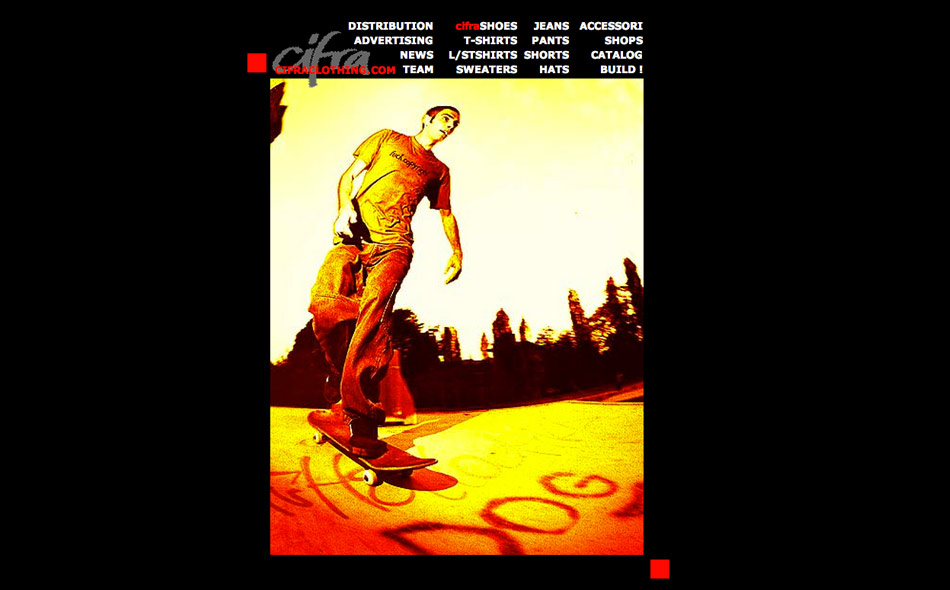 DISTRIBUTION cifraSHOES JEANS ACCESSORI
ADVERTISING T-SHIRTS PANTS SHOPS
NEWS L/STSHIRTS SHORTS CATALOG
cifra
CIFRACLOTHING.COM TEAM SWEATERS HATS BUILD !
DOG